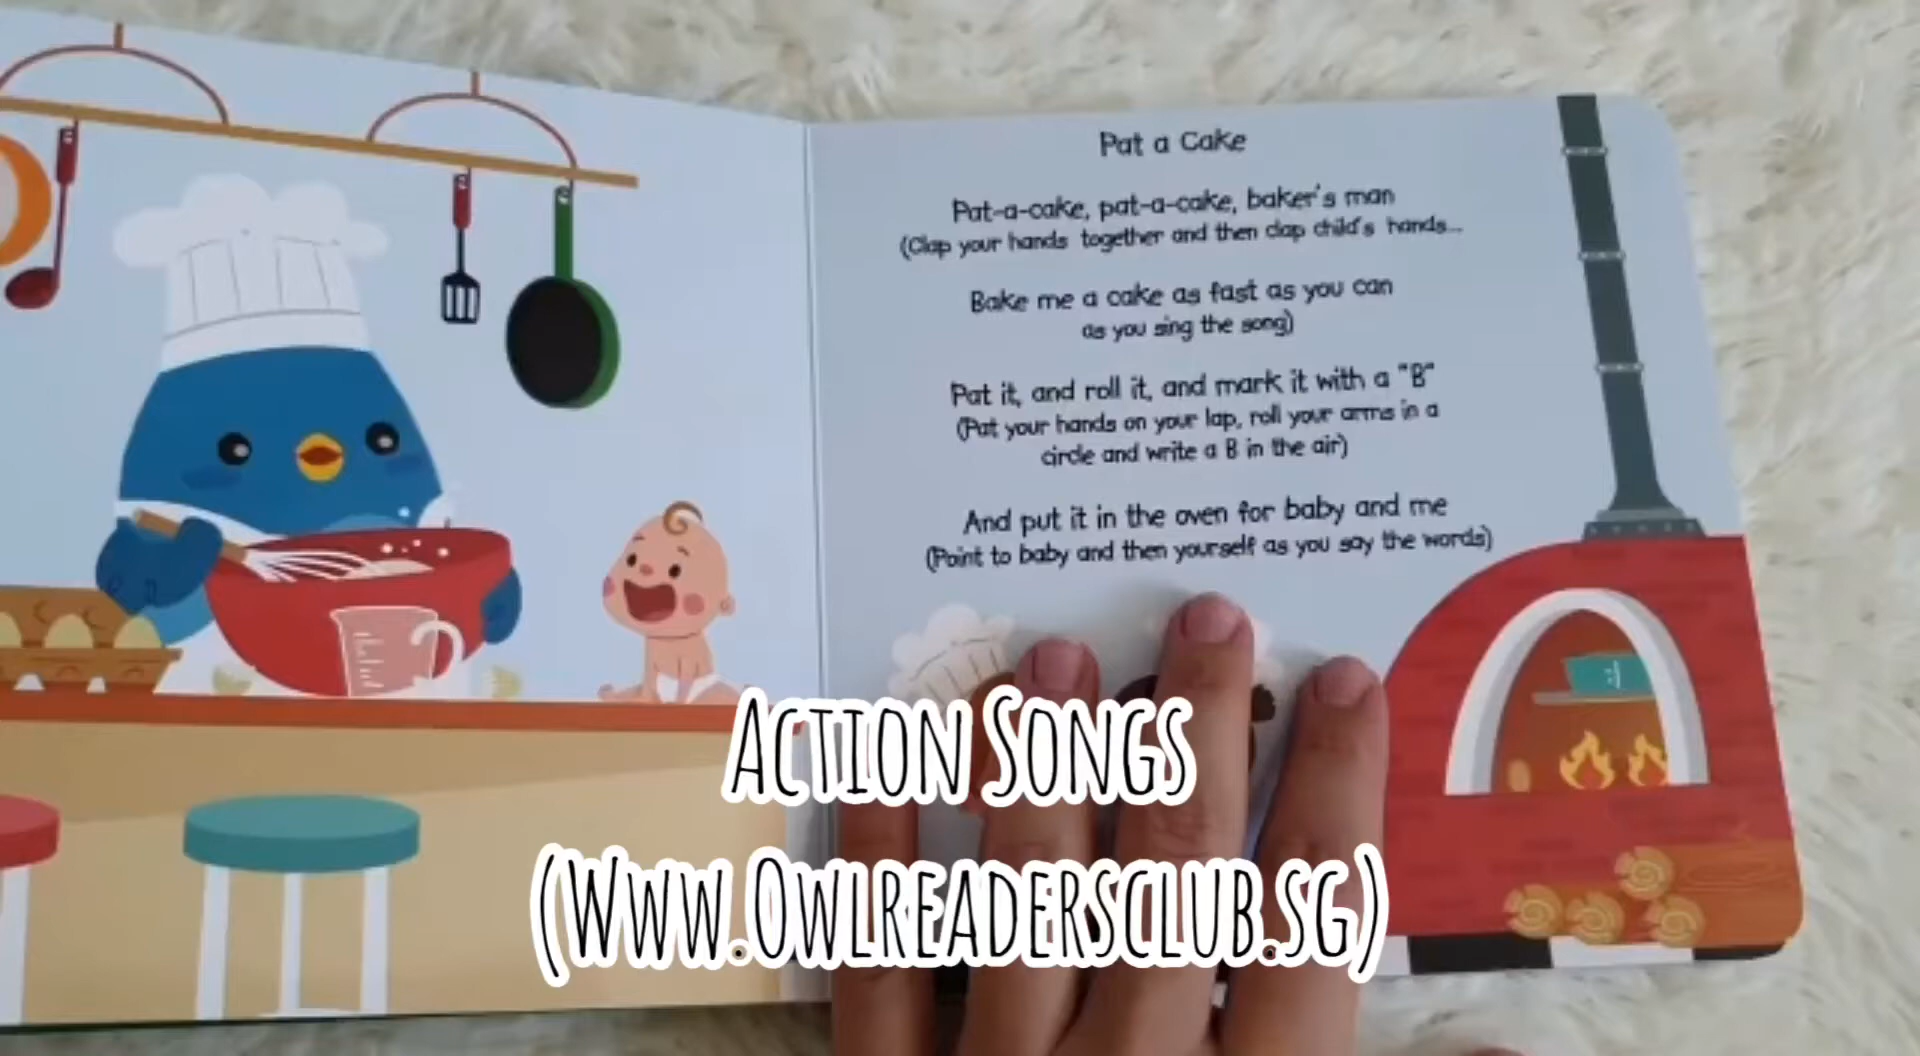 Pat a Cake
Pat-a-cake, pat-a-cake, baker's man
(Clap your hands together and then clap child's hands...
Bake me a cake as fast as you can
as you sing the song)
Pat it, and roll it, and mark it with a "B"
(Pat your hands on your lap, roll your arms in a
circle and write a B in the air)
And put it in the oven for baby and me
(Point to baby and then yourself as you say the words)
Action Songs
(Www.Owlreadersclub.sg)